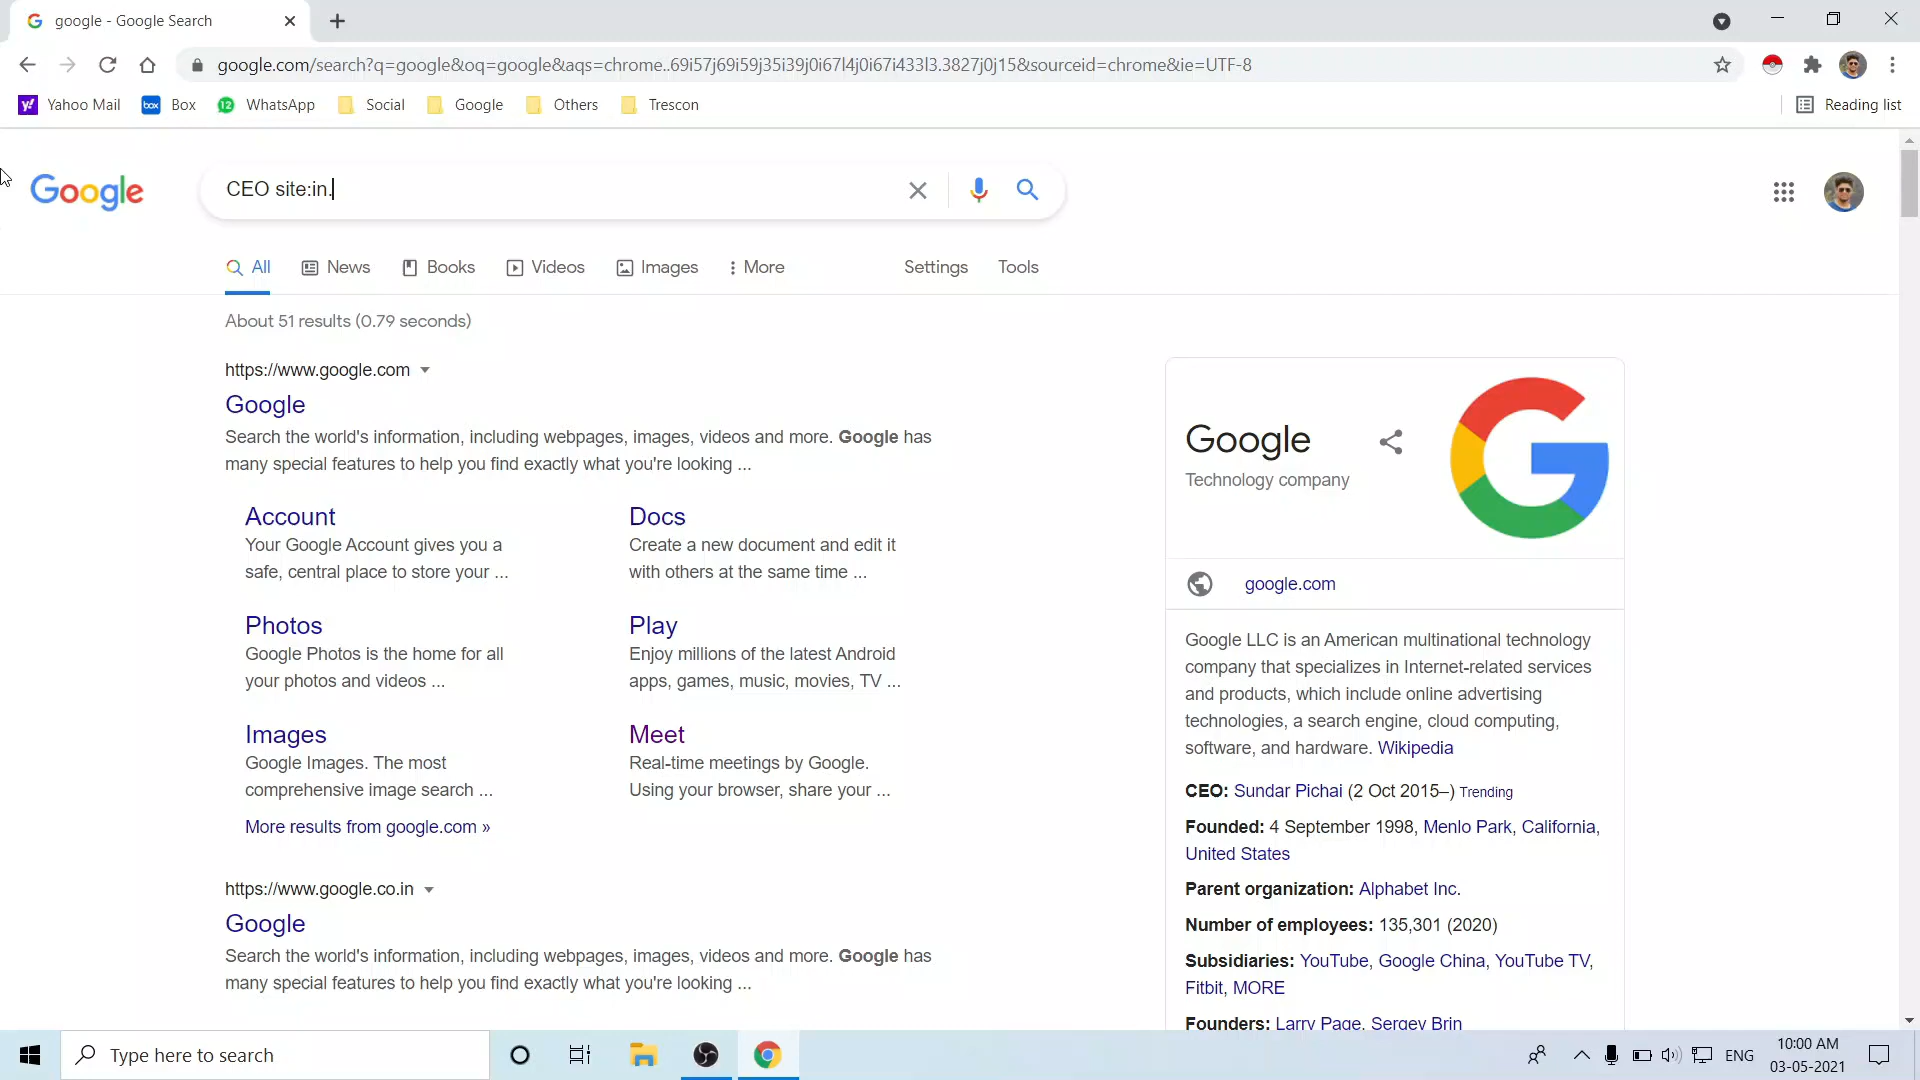 google - Google Search
google.com/search?q=google&oq=google&aqs=chrome..69i57j69i59j35i39j0i67l4j0i67i433l3.3827j0j15&sourceid=chrome&ie=UTF-8
Yahoo Mail
box
Box
12
WhatsApp
Social
Google
Others
Trescon
Reading list
Google
CEO site:in.
All
News
Books
Videos
Images
More
Settings
Tools
About 51 results (0.79 seconds)
https://www.google.com
Google
Search the world's information, including webpages, images, videos and more. Google has
many special features to help you find exactly what you're looking ...
Account
Your Google Account gives you a
safe, central place to store your ...
Docs
Create a new document and edit it
with others at the same time ...
Photos
Google Photos is the home for all
your photos and videos ...
Play
Enjoy millions of the latest Android
apps, games, music, movies, TV ...
Images
Google Images. The most
comprehensive image search ...
Meet
Real-time meetings by Google.
Using your browser, share your ...
More results from google.com »
https://www.google.co.in
Google
Search the world's information, including webpages, images, videos and more. Google has
many special features to help you find exactly what you're looking ...
Google
Technology company
google.com
Google LLC is an American multinational technology
company that specializes in Internet-related services
and products, which include online advertising
technologies, a search engine, cloud computing,
software, and hardware. Wikipedia
CEO: Sundar Pichai (2 Oct 2015–) Trending
Founded: 4 September 1998, Menlo Park, California,
United States
Parent organization: Alphabet Inc.
Number of employees: 135,301 (2020)
Subsidiaries: YouTube, Google China, YouTube TV,
Fitbit, MORE
Founders: Larry Page, Sergey Brin
Type here to search
ENG
10:00 AM
03-05-2021